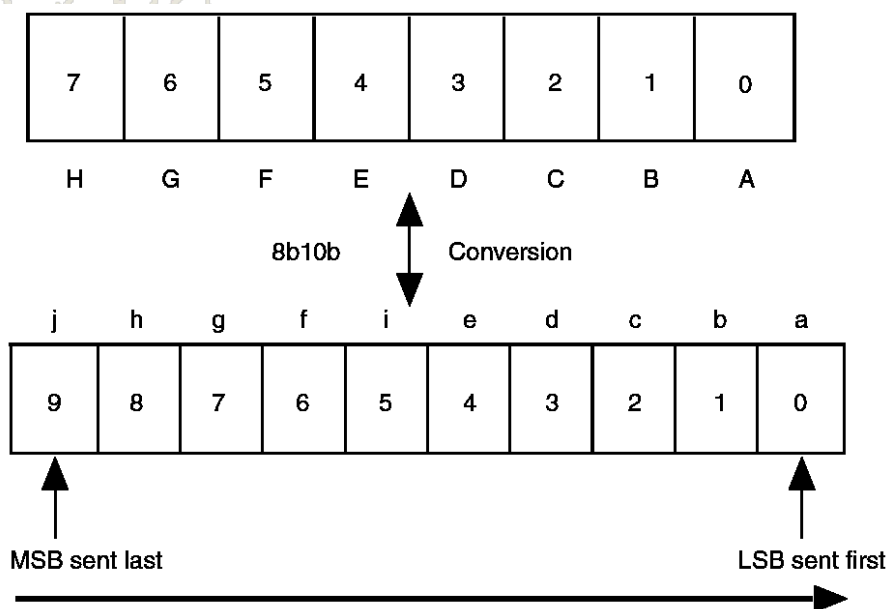 7 6 5 4 3 2 1 0
H G F E D C B A
8b10b Conversion
j h g f i e d c b a
9 8 7 6 5 4 3 2 1 0
MSB sent last LSB sent first